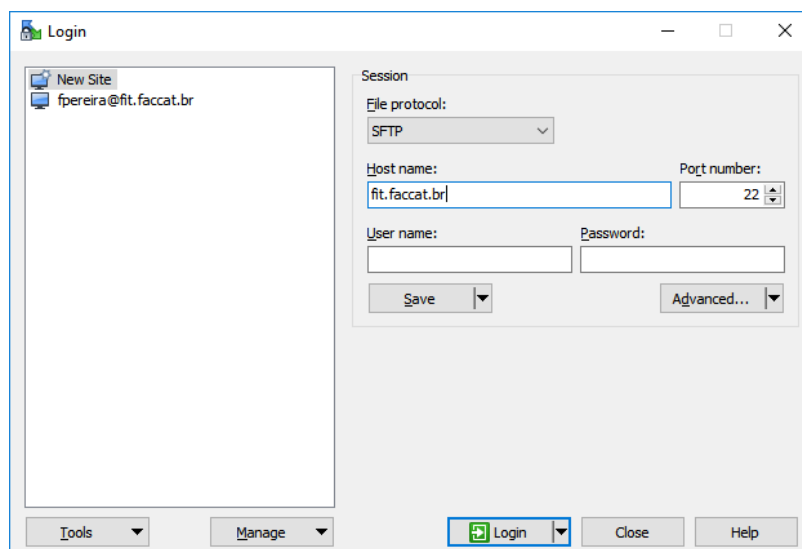 Login
New Site
fpereira@fit.faccat.br
Session
File protocol:
SFTP
Host name:
Port number:
fit.faccat.br
22
User name:
Password:
Save
Advanced...
Tools
Manage
Login
Close
Help